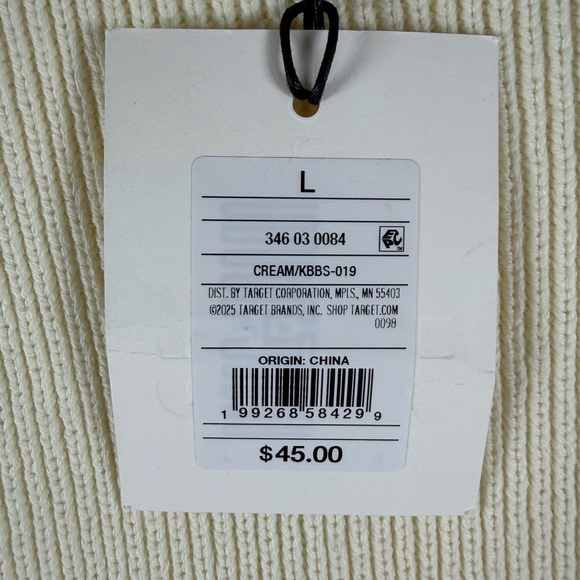 L
346 03 0084
TM
CREAM/KBBS-019
DIST. BY TARGET CORPORATION, MPLS., MN 55403
©2025 TARGET BRANDS, INC. SHOP TARGET.COM
0098
ORIGIN: CHINA
1 99268 58429 9
$45.00